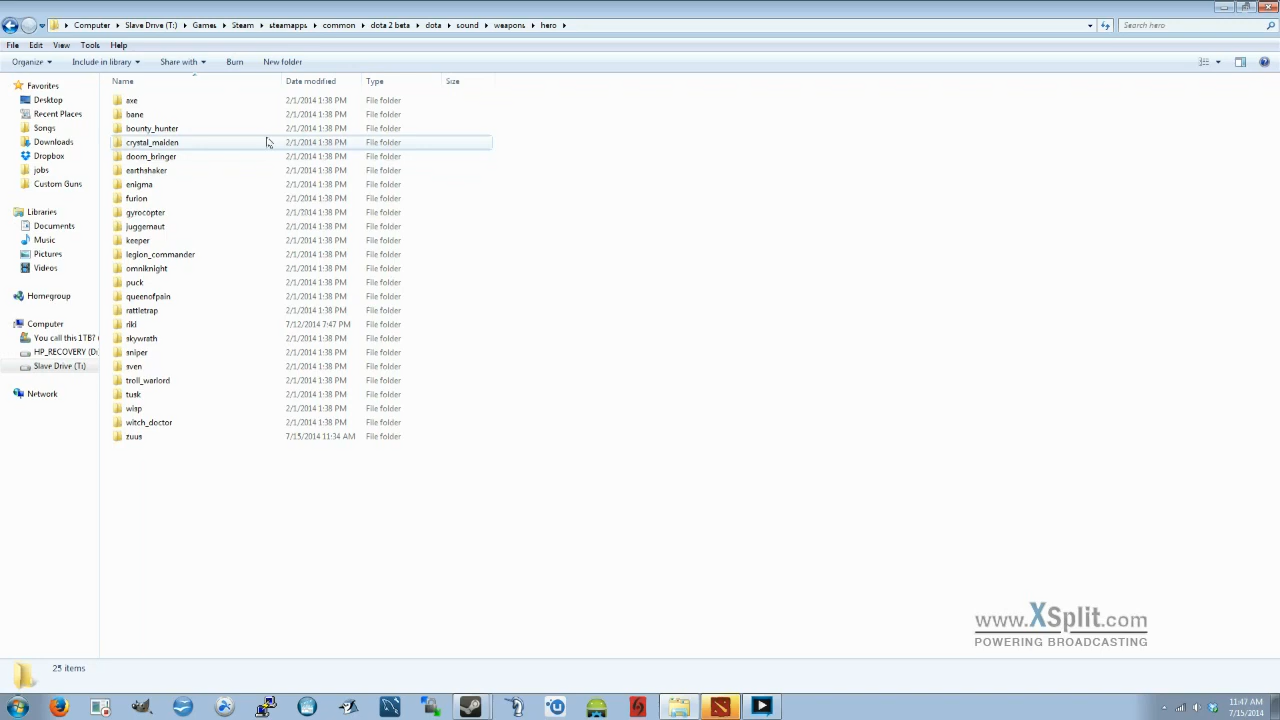 Computer ▸ Slave Drive (T:) ▸ Games ▸ Steam ▸ steamapps ▸ common ▸ dota 2 beta ▸ dota ▸ sound ▸ weapons ▸ hero ▸ Search hero
File Edit View Tools Help
Organize Include in library Share with Burn New folder
Name Date modified Type Size
Favorites
Desktop
Recent Places
Songs
Downloads
Dropbox
jobs
Custom Guns
Libraries
Documents
Music
Pictures
Videos
Homegroup
Computer
You call this 1TB? (
HP_RECOVERY (D:
Slave Drive (T:)
Network
axe 2/1/2014 1:38 PM File folder
bane 2/1/2014 1:38 PM File folder
bounty_hunter 2/1/2014 1:38 PM File folder
crystal_maiden 2/1/2014 1:38 PM File folder
doom_bringer 2/1/2014 1:38 PM File folder
earthshaker 2/1/2014 1:38 PM File folder
enigma 2/1/2014 1:38 PM File folder
furion 2/1/2014 1:38 PM File folder
gyrocopter 2/1/2014 1:38 PM File folder
juggernaut 2/1/2014 1:38 PM File folder
keeper 2/1/2014 1:38 PM File folder
legion_commander 2/1/2014 1:38 PM File folder
omniknight 2/1/2014 1:38 PM File folder
puck 2/1/2014 1:38 PM File folder
queenofpain 2/1/2014 1:38 PM File folder
rattletrap 2/1/2014 1:38 PM File folder
riki 7/12/2014 7:47 PM File folder
skywrath 2/1/2014 1:38 PM File folder
sniper 2/1/2014 1:38 PM File folder
sven 2/1/2014 1:38 PM File folder
troll_warlord 2/1/2014 1:38 PM File folder
tusk 2/1/2014 1:38 PM File folder
wisp 2/1/2014 1:38 PM File folder
witch_doctor 2/1/2014 1:38 PM File folder
zuus 7/15/2014 11:34 AM File folder
www.XSplit.com
POWERING BROADCASTING
25 items
11:47 AM
7/15/2014